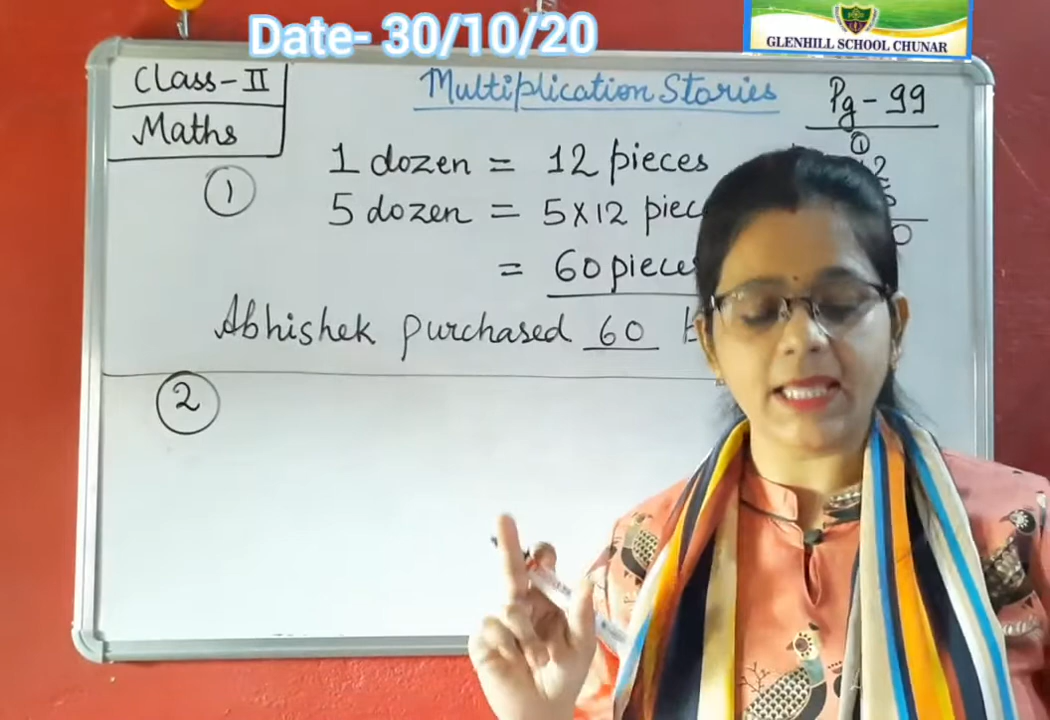 Date- 30/10/20
GLENHILL SCHOOL CHUNAR
Class-II
Maths
Multiplication Stories
Pg-99
1
1 dozen = 12 pieces
5 dozen = 5x12
= 60 pieces
Abhishek purchased 60
2